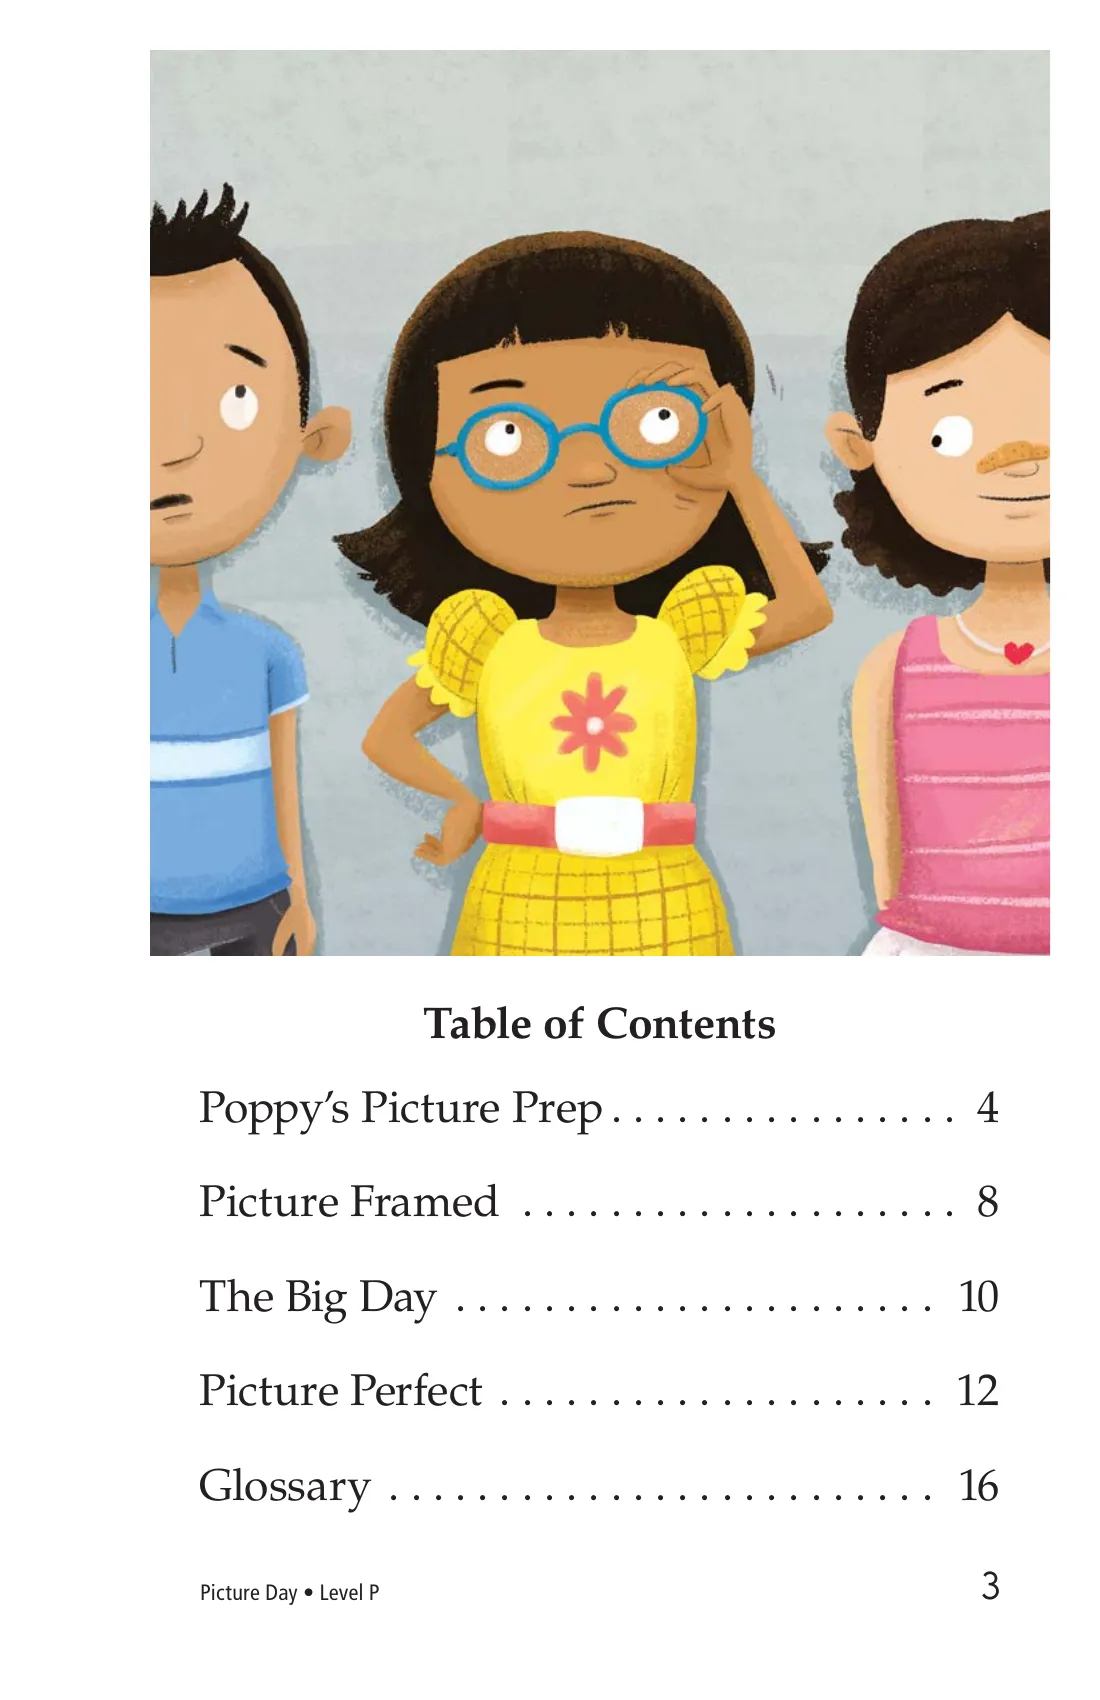 Table of Contents
Poppy’s Picture Prep . . . . . . . . . . . . . . . . 4
Picture Framed . . . . . . . . . . . . . . . . . . . . 8
The Big Day . . . . . . . . . . . . . . . . . . . . . . 10
Picture Perfect . . . . . . . . . . . . . . . . . . . . 12
Glossary . . . . . . . . . . . . . . . . . . . . . . . . . 16
Picture Day • Level P 3